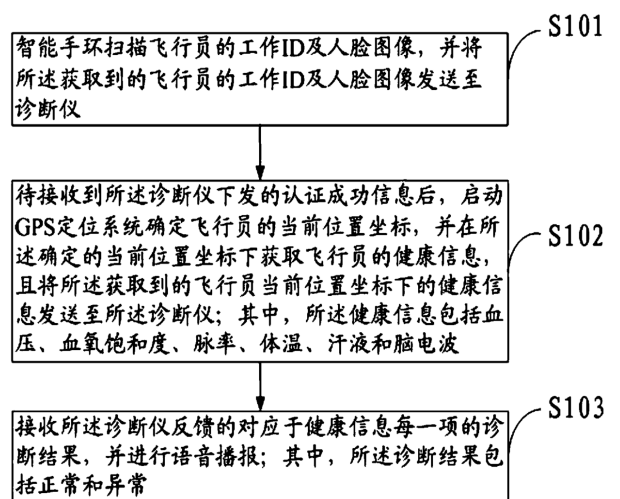 S101
智能手环扫描飞行员的工作ID及人脸图像，并将
所述获取到的飞行员的工作ID及人脸图像发送至
诊断仪
S102
待接收到所述诊断仪下发的认证成功信息后，启动
GPS定位系统确定飞行员的当前位置坐标，并在所
述确定的当前位置坐标下获取飞行员的健康信息，
且将所述获取到的飞行员当前位置坐标下的健康信
息发送至所述诊断仪；其中，所述健康信息包括血
压、血氧饱和度、脉率、体温、汗液和脑电波
S103
接收所述诊断仪反馈的对应于健康信息每一项的诊
断结果，并进行语音播报；其中，所述诊断结果包
括正常和异常